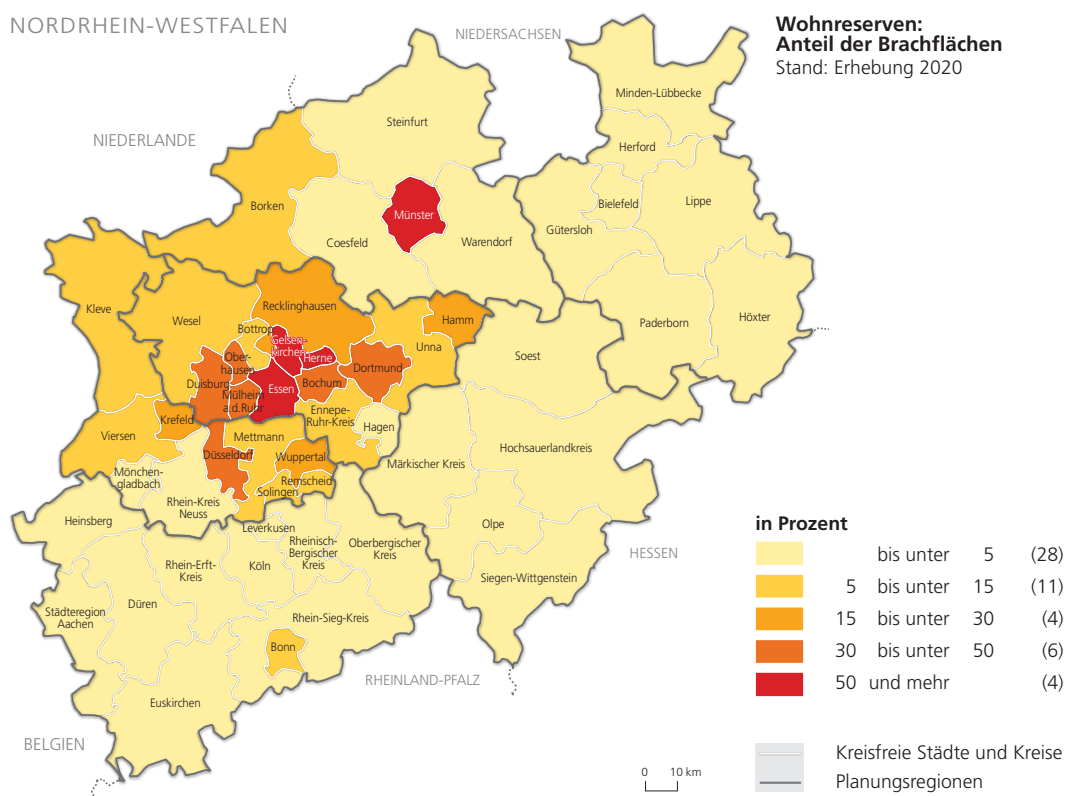 NORDRHEIN-WESTFALEN
NIEDERSACHSEN
Wohnreserven:
Anteil der Brachflächen
Stand: Erhebung 2020
NIEDERLANDE
Minden-Lübbecke
Steinfurt
Herford
Borken
Münster
Bielefeld
Lippe
Coesfeld
Warendorf
Gütersloh
Kleve
Wesel
Recklinghausen
Hamm
Paderborn
Höxter
Bottrop
Gelsen-
kirchen
Herne
Unna
Soest
Ober-
hausen
Dortmund
Duisburg
Essen
Bochum
Mülheim
a.d.Ruhr
Krefeld
Ennepe-
Ruhr-Kreis
Hagen
Viersen
Mettmann
Düsseldorf
Wuppertal
Hochsauerlandkreis
Märkischer Kreis
Mönchen-
gladbach
Remscheid
Solingen
Rhein-Kreis
Neuss
Heinsberg
Leverkusen
Rheinisch-
Bergischer
Kreis
Oberbergischer
Kreis
Olpe
Rhein-Erft-
Kreis
Köln
Siegen-Wittgenstein
HESSEN
Düren
Städteregion
Aachen
Rhein-Sieg-Kreis
Bonn
RHEINLAND-PFALZ
Euskirchen
BELGIEN
in Prozent
bis unter 5 (28)
5 bis unter 15 (11)
15 bis unter 30 (4)
30 bis unter 50 (6)
50 und mehr (4)
Kreisfreie Städte und Kreise
Planungsregionen
0 10 km